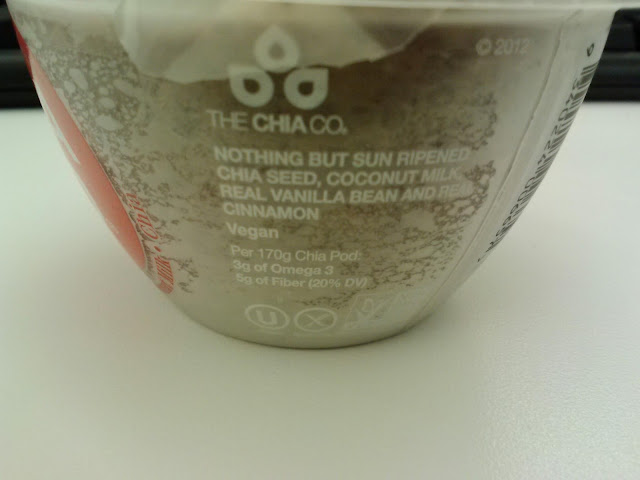 © 2012
THE CHIA CO.
NOTHING BUT SUN RIPENED
CHIA SEED, COCONUT MILK,
REAL VANILLA BEAN AND REAL
CINNAMON
Vegan
Per 170g Chia Pod:
3g of Omega 3
5g of Fiber (20% DV)
U